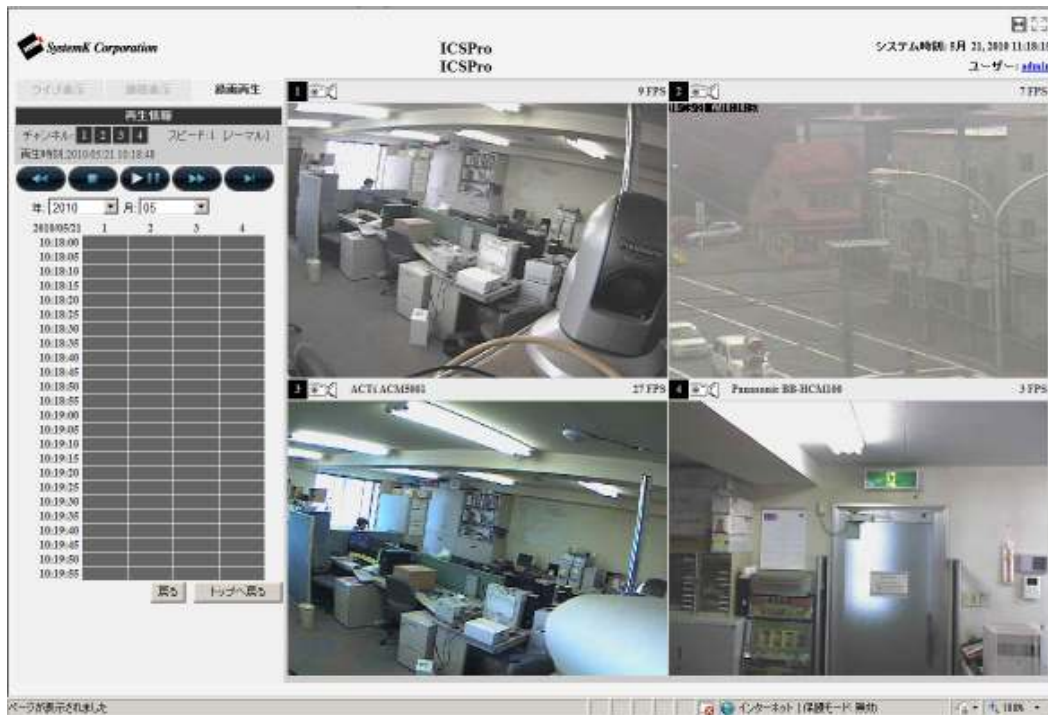 SystemK Corporation
ICSPro
ICSPro
システム時刻: 5月 21, 2010 11:18:19
ユーザー: admin
ライブ表示 録画再生
再生情報
チャンネル: 1 2 3 4 スピード: 1 [ノーマル]
再生時刻: 2010/05/21 10:18:48
年: 2010 月: 05
2010/05/21 1 2 3 4
10:18:00
10:18:05
10:18:10
10:18:15
10:18:20
10:18:25
10:18:30
10:18:35
10:18:40
10:18:45
10:18:50
10:18:55
10:19:00
10:19:05
10:19:10
10:19:15
10:19:20
10:19:25
10:19:30
10:19:35
10:19:40
10:19:45
10:19:50
10:19:55
戻る トップへ戻る
1 9 FPS
2 7 FPS
Panasonic
3 ACTi ACM5001 27 FPS
4 Panasonic BB-HCM100 3 FPS
ページが表示されました
インターネット | 保護モード: 無効
100%